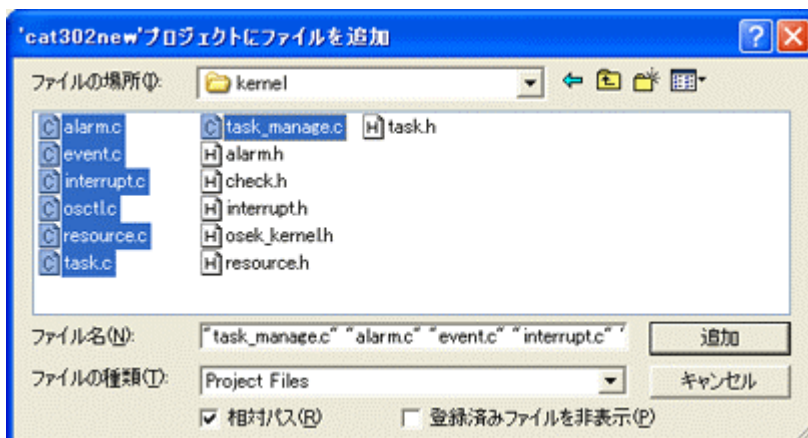 'cat302new'プロジェクトにファイルを追加
ファイルの場所(I):
kernel
alarm.c
event.c
interrupt.c
osctl.c
resource.c
task.c
task_manage.c
alarm.h
check.h
interrupt.h
osek_kernel.h
resource.h
task.h
ファイル名(N):
"task_manage.c" "alarm.c" "event.c" "interrupt.c" "
追加
ファイルの種類(T):
Project Files
キャンセル
相対パス(R)
登録済みファイルを非表示(P)